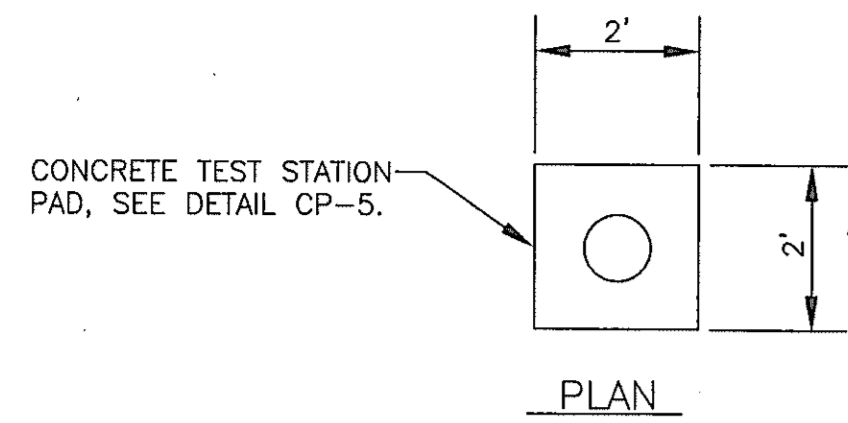 2'
CONCRETE TEST STATION
PAD, SEE DETAIL CP-5.
2'
PLAN